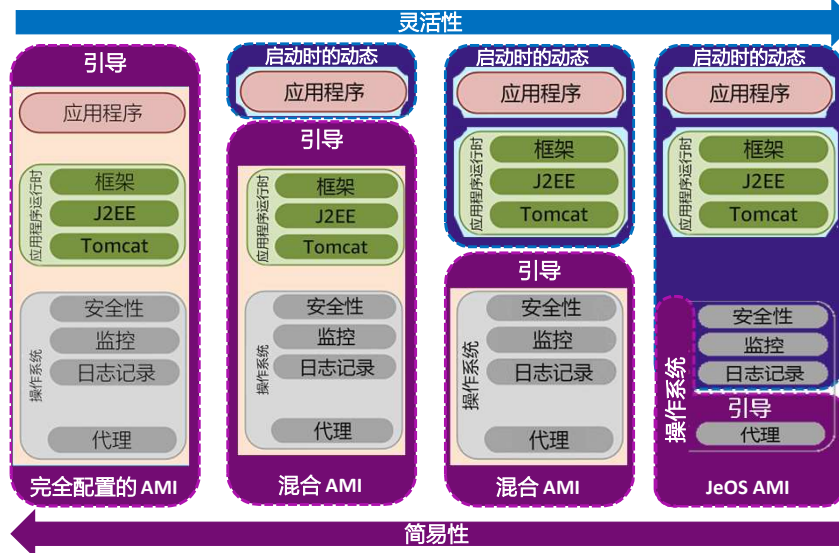 灵活性
引导
应用程序
应用程序运行时
框架
J2EE
Tomcat
操作系统
安全性
监控
日志记录
代理
完全配置的 AMI
启动时的动态
应用程序
引导
应用程序运行时
框架
J2EE
Tomcat
操作系统
安全性
监控
日志记录
代理
混合 AMI
启动时的动态
应用程序
应用程序运行时
框架
J2EE
Tomcat
引导
操作系统
安全性
监控
日志记录
代理
混合 AMI
启动时的动态
应用程序
应用程序运行时
框架
J2EE
Tomcat
操作系统
安全性
监控
日志记录
引导
代理
JeOS AMI
简易性